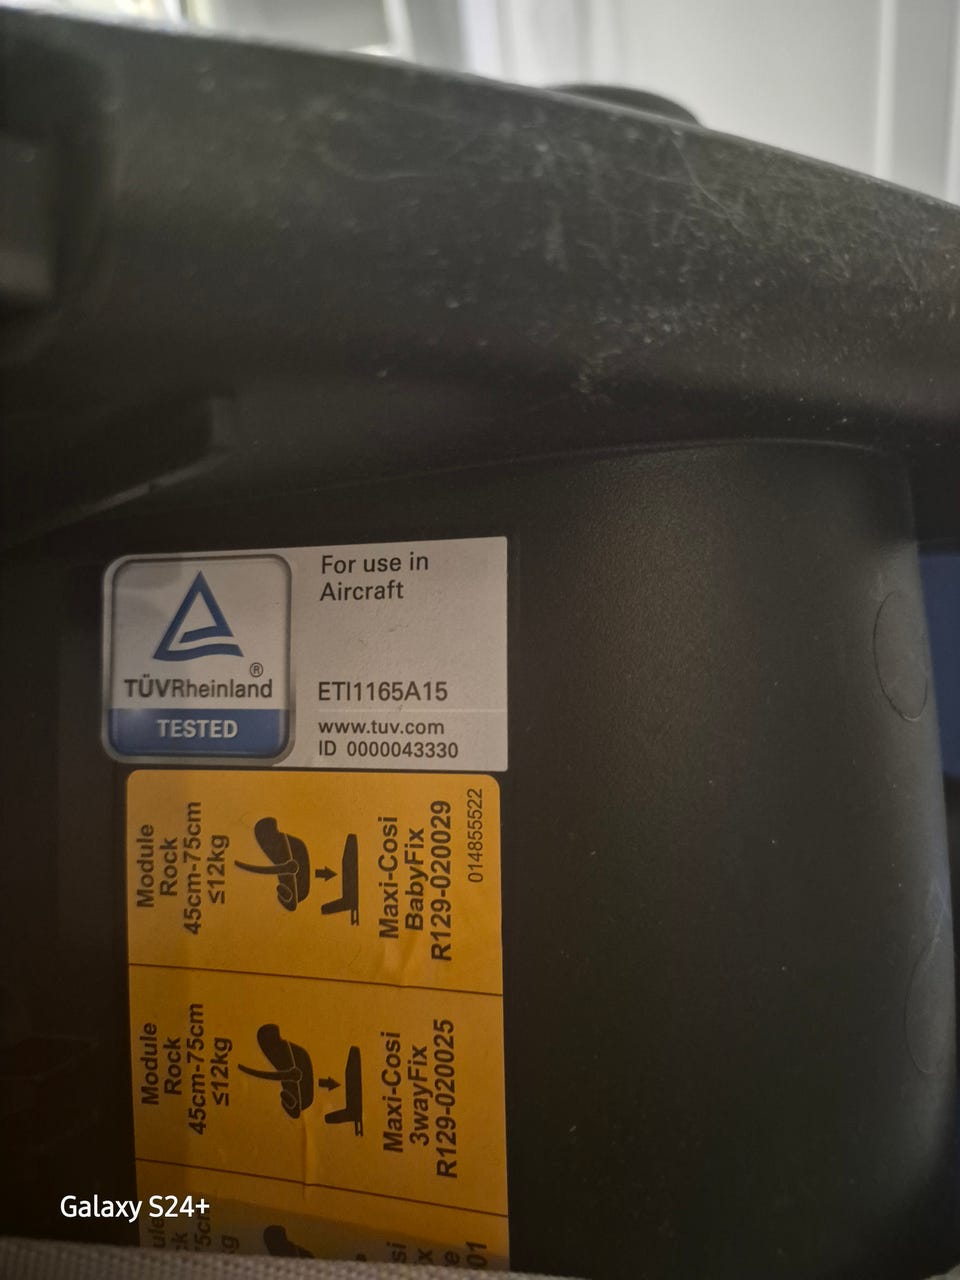 For use in
Aircraft
TÜVRheinland
®
TESTED
ETI1165A15
www.tuv.com
ID 0000043330
Module
Rock
45cm-75cm
≤12kg
Maxi-Cosi
BabyFix
R129-020029
014855522
Module
Rock
45cm-75cm
≤12kg
Maxi-Cosi
3wayFix
R129-020025
Galaxy S24+